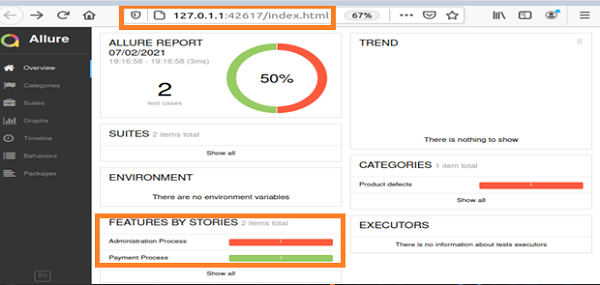 127.0.1.1:42617/index.html
67%
Allure
Overview
Categories
Suites
Graphs
Timeline
Behaviors
Packages
En
ALLURE REPORT
07/02/2021
19:16:58 - 19:16:58 (3ms)
2
test cases
50%
SUITES 2 items total
Show all
ENVIRONMENT
There are no environment variables
FEATURES BY STORIES 2 items total
Administration Process 1
Payment Process 1
Show all
TREND
There is nothing to show
CATEGORIES 1 item total
Product defects 1
Show all
EXECUTORS
There is no information about tests executors